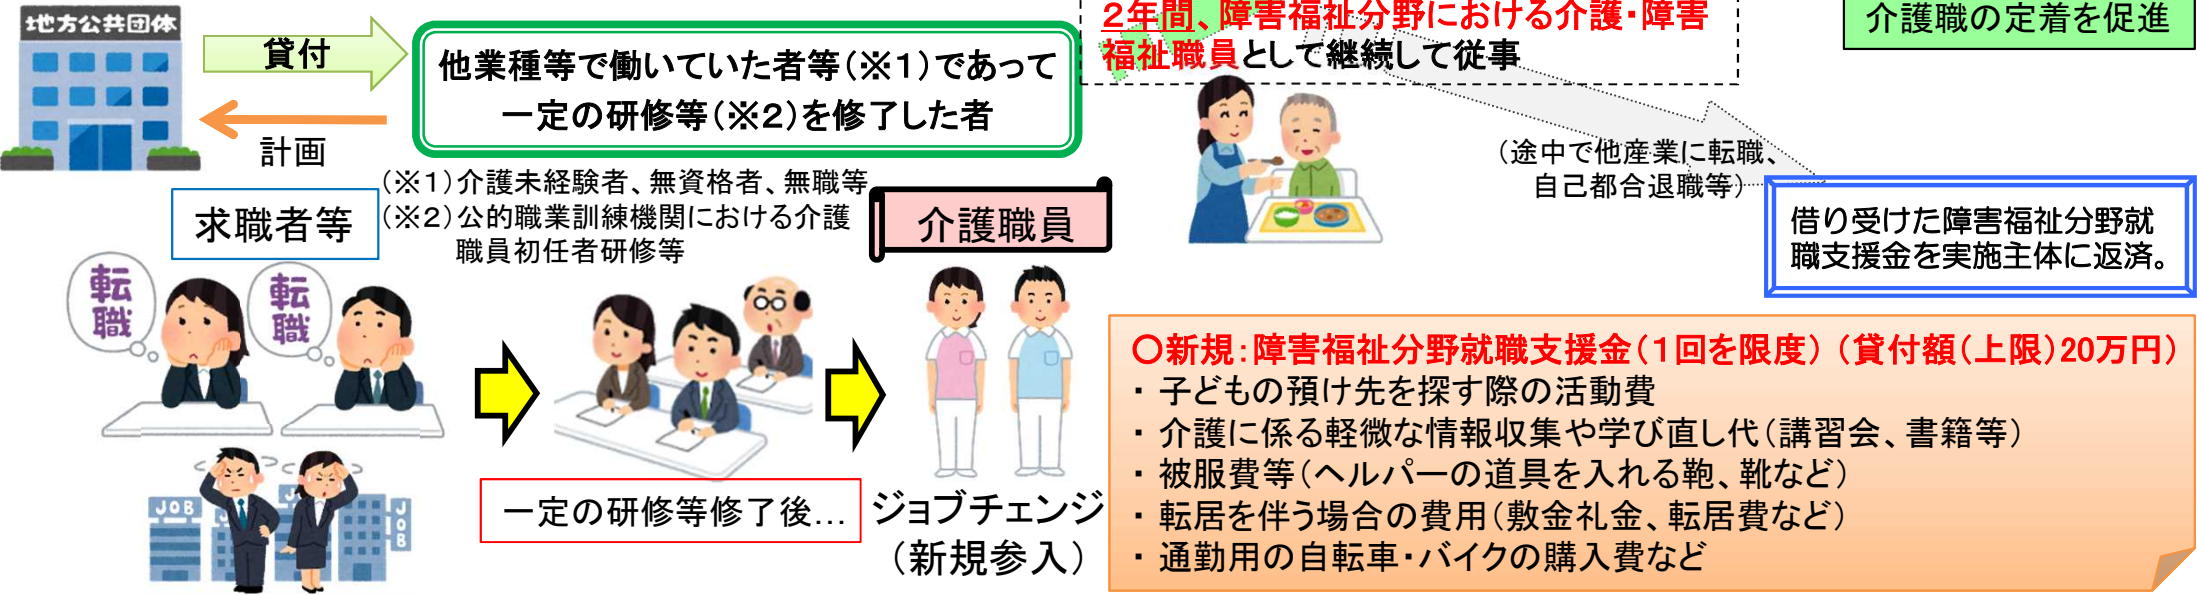 地方公共団体
貸付
計画
他業種等で働いていた者等(※1)であって
一定の研修等(※2)を修了した者
(※1)介護未経験者、無資格者、無職等
(※2)公的職業訓練機関における介護
職員初任者研修等
2年間、障害福祉分野における介護・障害
福祉職員として継続して従事
介護職の定着を促進
(途中で他産業に転職、
自己都合退職等)
借り受けた障害福祉分野就
職支援金を実施主体に返済。
求職者等
介護職員
転職
転職
JOB
J
JOB
一定の研修等修了後…
ジョブチェンジ
(新規参入)
○新規:障害福祉分野就職支援金(1回を限度)(貸付額(上限)20万円)
・子どもの預け先を探す際の活動費
・介護に係る軽微な情報収集や学び直し代(講習会、書籍等)
・被服費等(ヘルパーの道具を入れる鞄、靴など)
・転居を伴う場合の費用(敷金礼金、転居費など)
・通勤用の自転車・バイクの購入費など